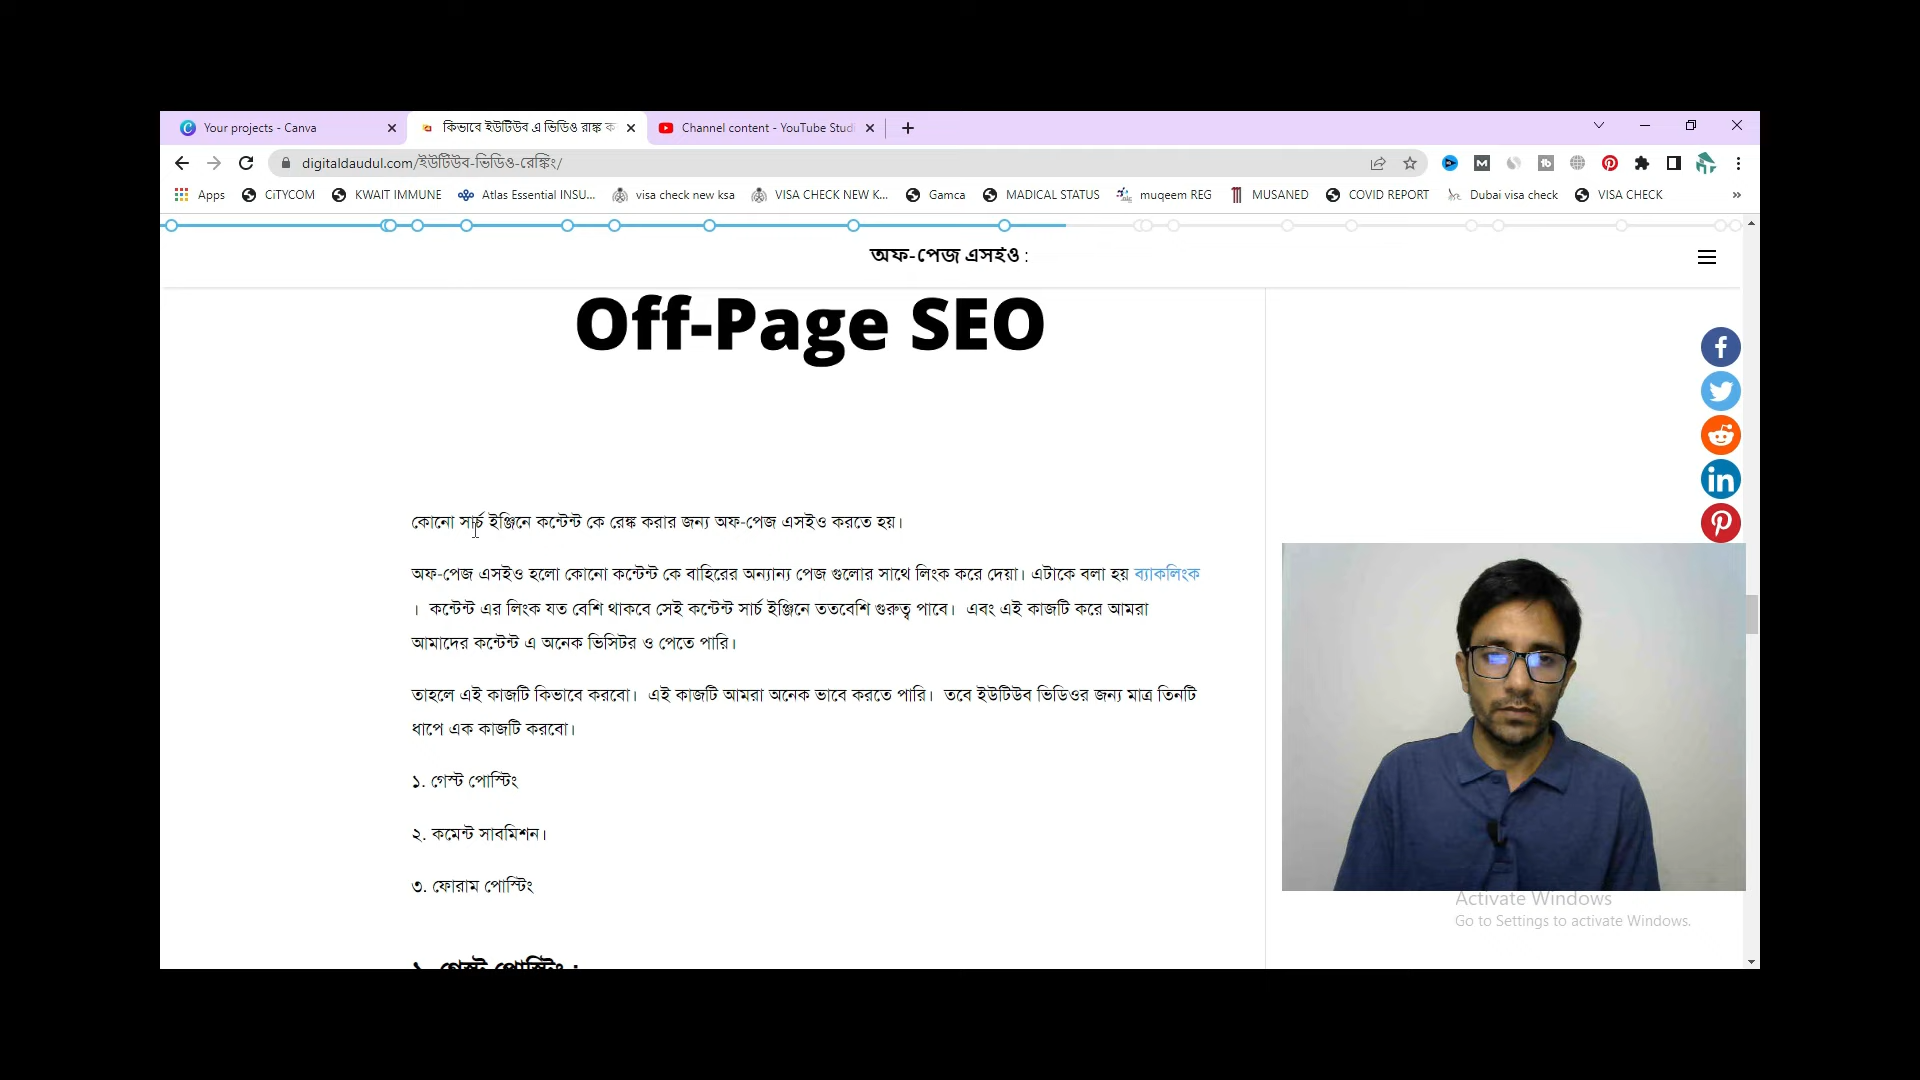 Your projects - Canva
কিভাবে ইউটিউব এ ভিডিও রাঙ্ক ক
Channel content - YouTube Studi
digitaldaudul.com/ইউটিউব-ভিডিও-রেঙ্কিং/
Apps CiTYCOM KWAIT IMMUNE Atlas Essential INSU... visa check new ksa VISA CHECK NEW K... Gamca MADICAL STATUS muqeem REG MUSANED COVID REPORT Dubai visa check VISA CHECK »
অফ-পেজ এসইও :
Off-Page SEO
কোনো সার্চ ইঞ্জিনে কন্টেন্ট কে রেঙ্ক করার জন্য অফ-পেজ এসইও করতে হয়।
অফ-পেজ এসইও হলো কোনো কন্টেন্ট কে বাহিরের অন্যান্য পেজ গুলোর সাথে লিংক করে দেয়া। এটাকে বলা হয় ব্যাকলিংক
। কন্টেন্ট এর লিংক যত বেশি থাকবে সেই কন্টেন্ট সার্চ ইঞ্জিনে ততবেশি গুরুত্ব পাবে। এবং এই কাজটি করে আমরা
আমাদের কন্টেন্ট এ অনেক ভিসিটর ও পেতে পারি।
তাহলে এই কাজটি কিভাবে করবো। এই কাজটি আমরা অনেক ভাবে করতে পারি। তবে ইউটিউব ভিডিওর জন্য মাত্র তিনটি
ধাপে এক কাজটি করবো।
১. গেস্ট পোস্টিং
২. কমেন্ট সাবমিশন।
৩. ফোরাম পোস্টিং
১. গেস্ট পোস্টিং :
Activate Windows
Go to Settings to activate Windows.